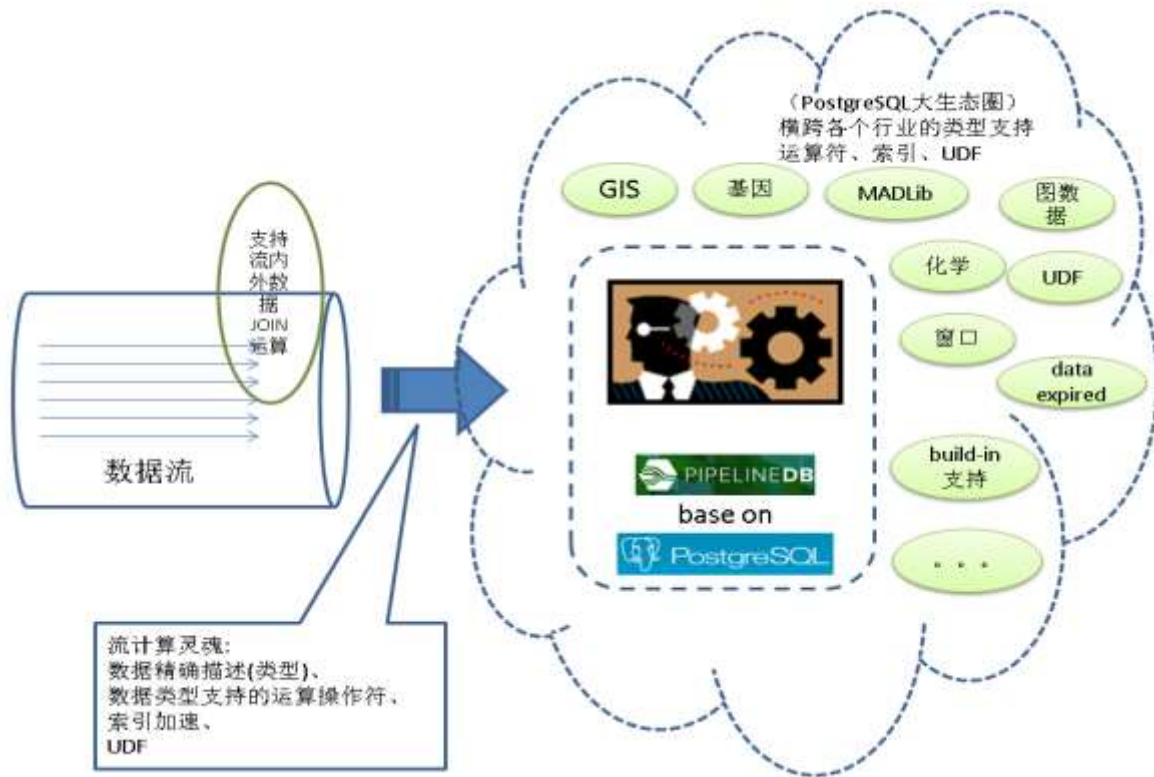 （PostgreSQL大生态圈）
横跨各个行业的类型支持
运算符、索引、UDF
GIS
基因
MADLib
图数
据
化学
UDF
窗口
data
expired
build-in
支持
。。。
支持
流内
外数
据
JOIN
运算
数据流
PIPELINEDB
base on
PostgreSQL
流计算灵魂:
数据精确描述(类型)、
数据类型支持的运算操作符、
索引加速、
UDF